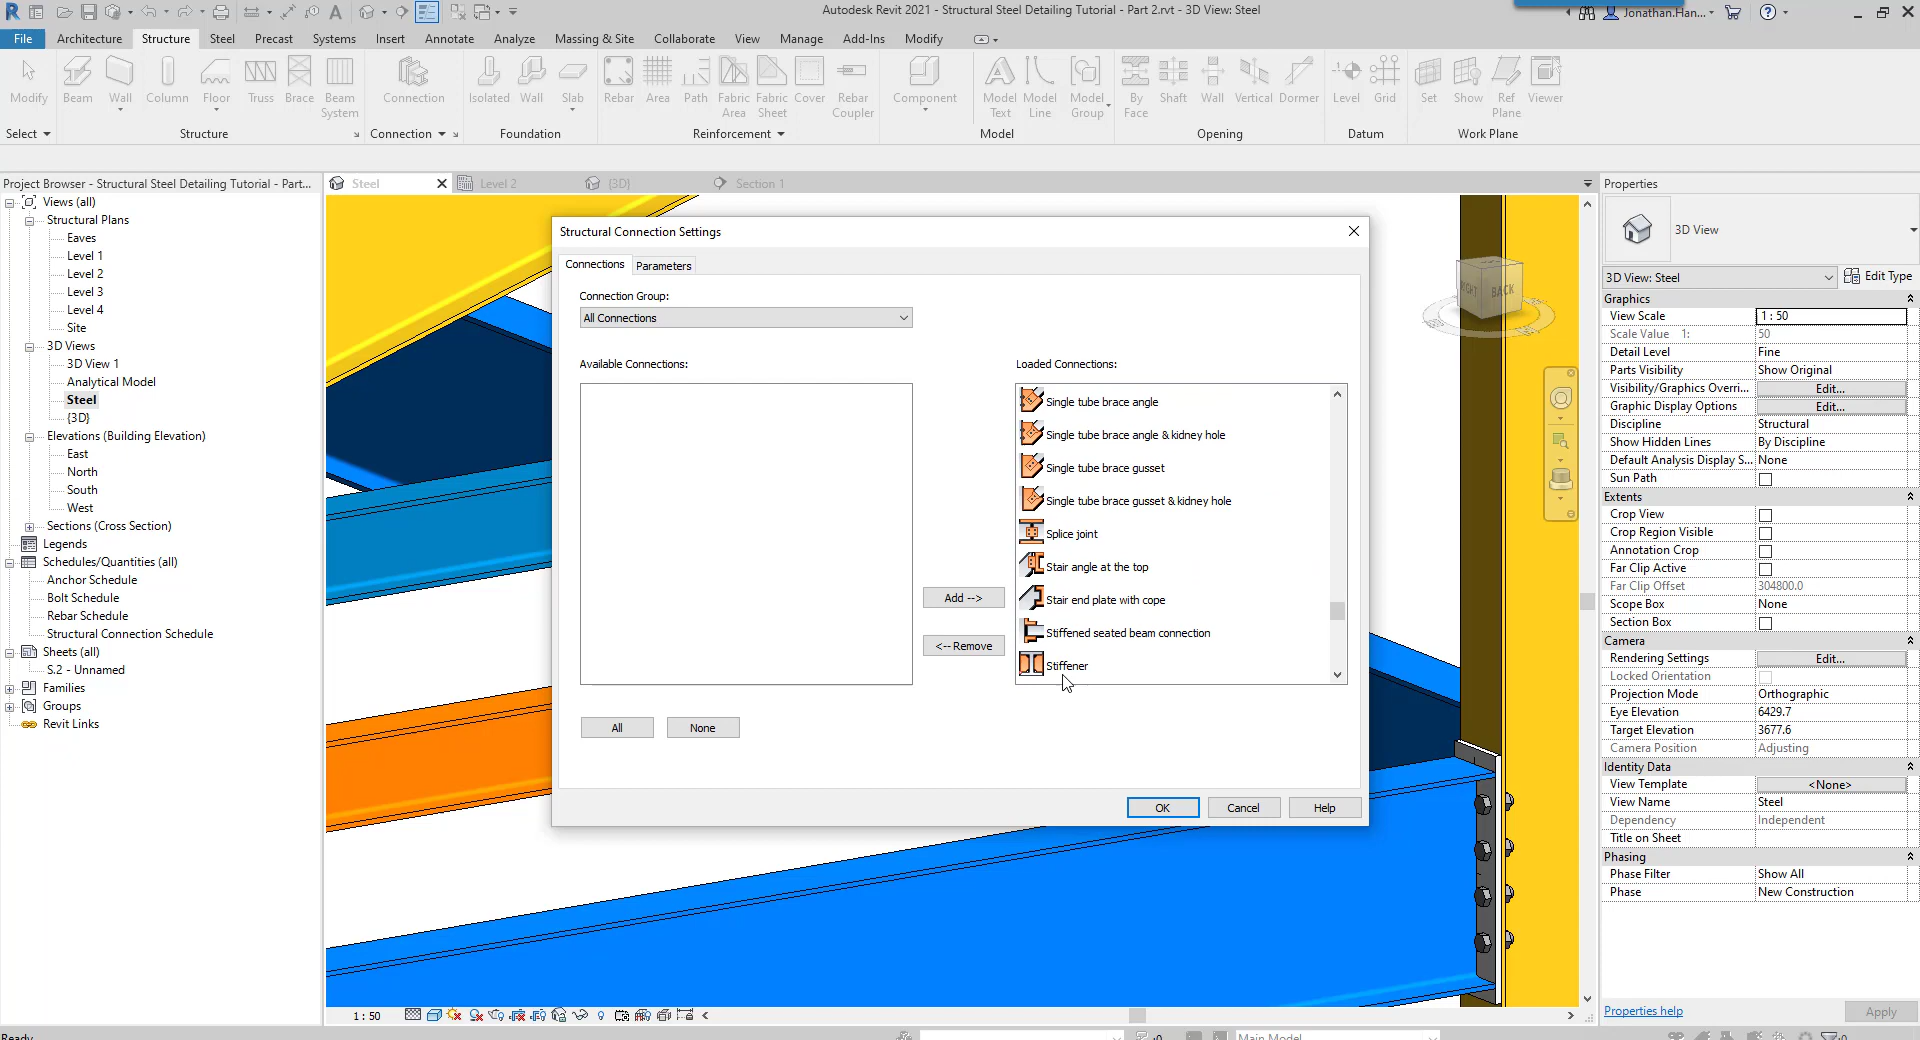 Autodesk Revit 2021 - Structural Steel Detailing Tutorial - Part 2.rvt - 3D View: Steel
Jonathan.Han...
File Architecture Structure Steel Precast Systems Insert Annotate Analyze Massing & Site Collaborate View Manage Add-Ins Modify
Modify Beam Wall Column Floor Truss Brace Beam System Connection Isolated Wall Slab Rebar Area Path Fabric Area Fabric Sheet Cover Rebar Coupler Component Model Text Model Line Model Group By Face Shaft Wall Vertical Dormer Level Grid Set Show Ref Plane Viewer
Select Structure Connection Foundation Reinforcement Model Opening Datum Work Plane
Project Browser - Structural Steel Detailing Tutorial - Part...
Views (all)
Structural Plans
Eaves
Level 1
Level 2
Level 3
Level 4
Site
3D Views
3D View 1
Analytical Model
Steel
{3D}
Elevations (Building Elevation)
East
North
South
West
Sections (Cross Section)
Legends
Schedules/Quantities (all)
Anchor Schedule
Bolt Schedule
Rebar Schedule
Structural Connection Schedule
Sheets (all)
S.2 - Unnamed
Families
Groups
Revit Links
Steel Level 2 {3D} Section 1
Structural Connection Settings
Connections Parameters
Connection Group:
All Connections
Available Connections:
Loaded Connections:
Single tube brace angle
Single tube brace angle & kidney hole
Single tube brace gusset
Single tube brace gusset & kidney hole
Splice joint
Stair angle at the top
Stair end plate with cope
Stiffened seated beam connection
Stiffener
Add -->
<-- Remove
All None
OK Cancel Help
BACK
Properties
3D View
3D View: Steel Edit Type
Graphics
View Scale 1 : 50
Scale Value 1: 50
Detail Level Fine
Parts Visibility Show Original
Visibility/Graphics Overri... Edit...
Graphic Display Options Edit...
Discipline Structural
Show Hidden Lines By Discipline
Default Analysis Display S... None
Sun Path
Extents
Crop View
Crop Region Visible
Annotation Crop
Far Clip Active
Far Clip Offset 304800.0
Scope Box None
Section Box
Camera
Rendering Settings Edit...
Locked Orientation
Projection Mode Orthographic
Eye Elevation 6429.7
Target Elevation 3677.6
Camera Position Adjusting
Identity Data
View Template <None>
View Name Steel
Dependency Independent
Title on Sheet
Phasing
Phase Filter Show All
Phase New Construction
Properties help Apply
1 : 50
Ready
:0
Main Model
:0